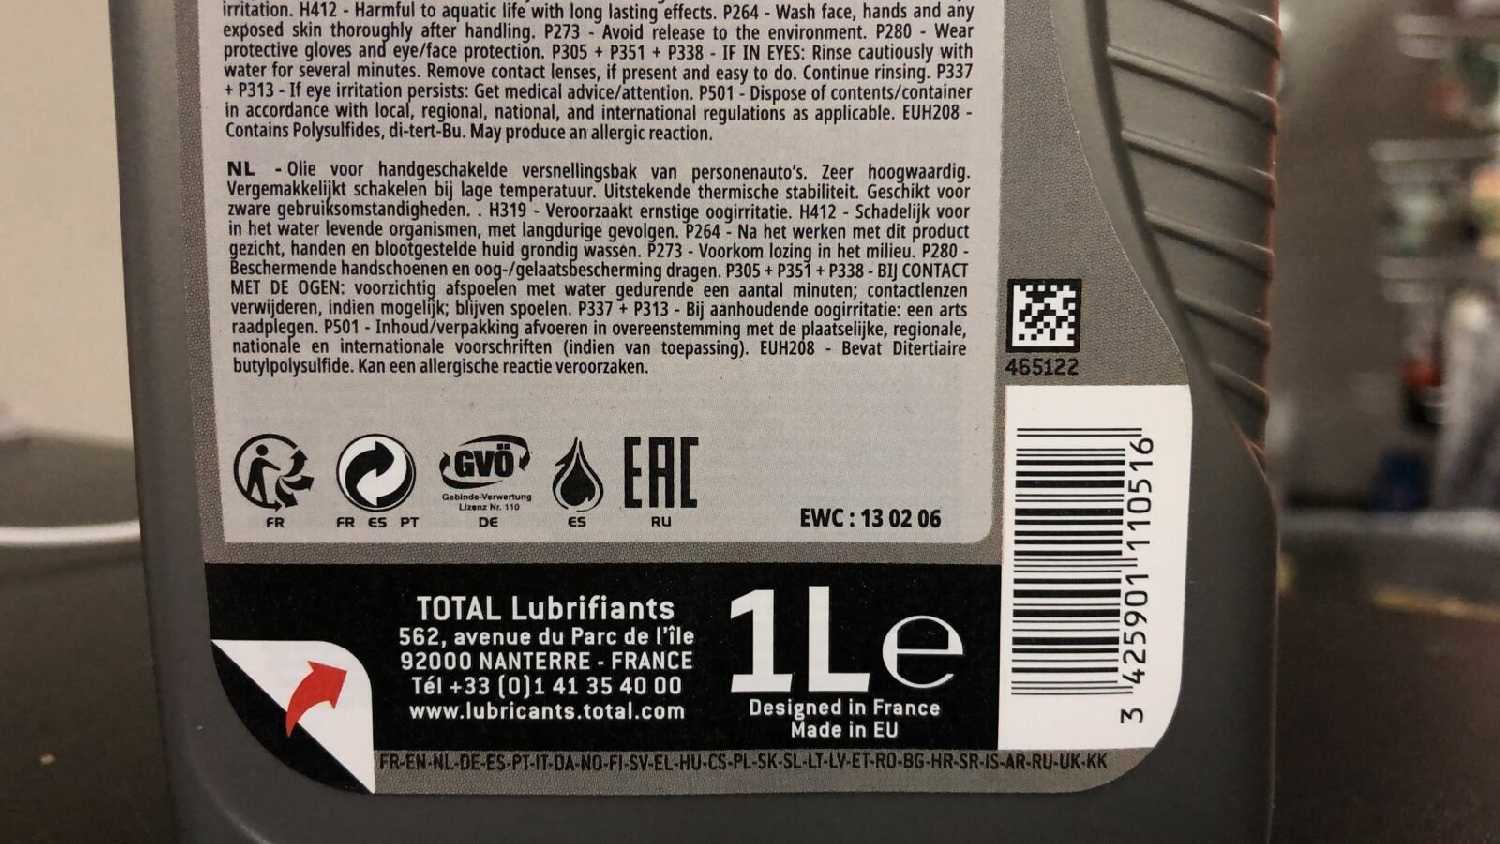 irritation. H412 - Harmful to aquatic life with long lasting effects. P264 - Wash face, hands and any
exposed skin thoroughly after handling. P273 - Avoid release to the environment. P280 - Wear
protective gloves and eye/face protection. P305 + P351 + P338 - IF IN EYES: Rinse cautiously with
water for several minutes. Remove contact lenses, if present and easy to do. Continue rinsing. P337
+ P313 - If eye irritation persists: Get medical advice/attention. P501 - Dispose of contents/container
in accordance with local, regional, national, and international regulations as applicable. EUH208 -
Contains Polysulfides, di-tert-Bu. May produce an allergic reaction.
NL - Olie voor handgeschakelde versnellingsbak van personenauto's. Zeer hoogwaardig.
Vergemakkelijkt schakelen bij lage temperatuur. Uitstekende thermische stabiliteit. Geschikt voor
zware gebruiksomstandigheden. . H319 - Veroorzaakt ernstige oogirritatie. H412 - Schadelijk voor
in het water levende organismen, met langdurige gevolgen. P264 - Na het werken met dit product
gezicht, handen en blootgestelde huid grondig wassen. P273 - Voorkom lozing in het milieu. P280 -
Beschermende handschoenen en oog-/gelaatsbescherming dragen. P305 + P351 + P338 - BIJ CONTACT
MET DE OGEN: voorzichtig afspoelen met water gedurende een aantal minuten; contactlenzen
verwijderen, indien mogelijk; blijven spoelen. P337 + P313 - Bij aanhoudende oogirritatie: een arts
raadplegen. P501 - Inhoud/verpakking afvoeren in overeenstemming met de plaatselijke, regionale,
nationale en internationale voorschriften (indien van toepassing). EUH208 - Bevat Ditertiaire
butylpolysulfide. Kan een allergische reactie veroorzaken.
465122
GVÖ
Gebinde-Verwertung
Lizenz Nr. 110
EAC
FR
FR ES PT
DE
ES
RU
EWC : 13 02 06
TOTAL Lubrifiants
562, avenue du Parc de l'île
92000 NANTERRE - FRANCE
Tél +33 (0)1 41 35 40 00
www.lubricants.total.com
1L e
Designed in France
Made in EU
3 425901 110516
FR-EN-NL-DE-ES-PT-IT-DA-NO-FI-SV-EL-HU-CS-PL-SK-SL-LT-LV-ET-RO-BG-HR-SR-IS-AR-RU-UK-KK